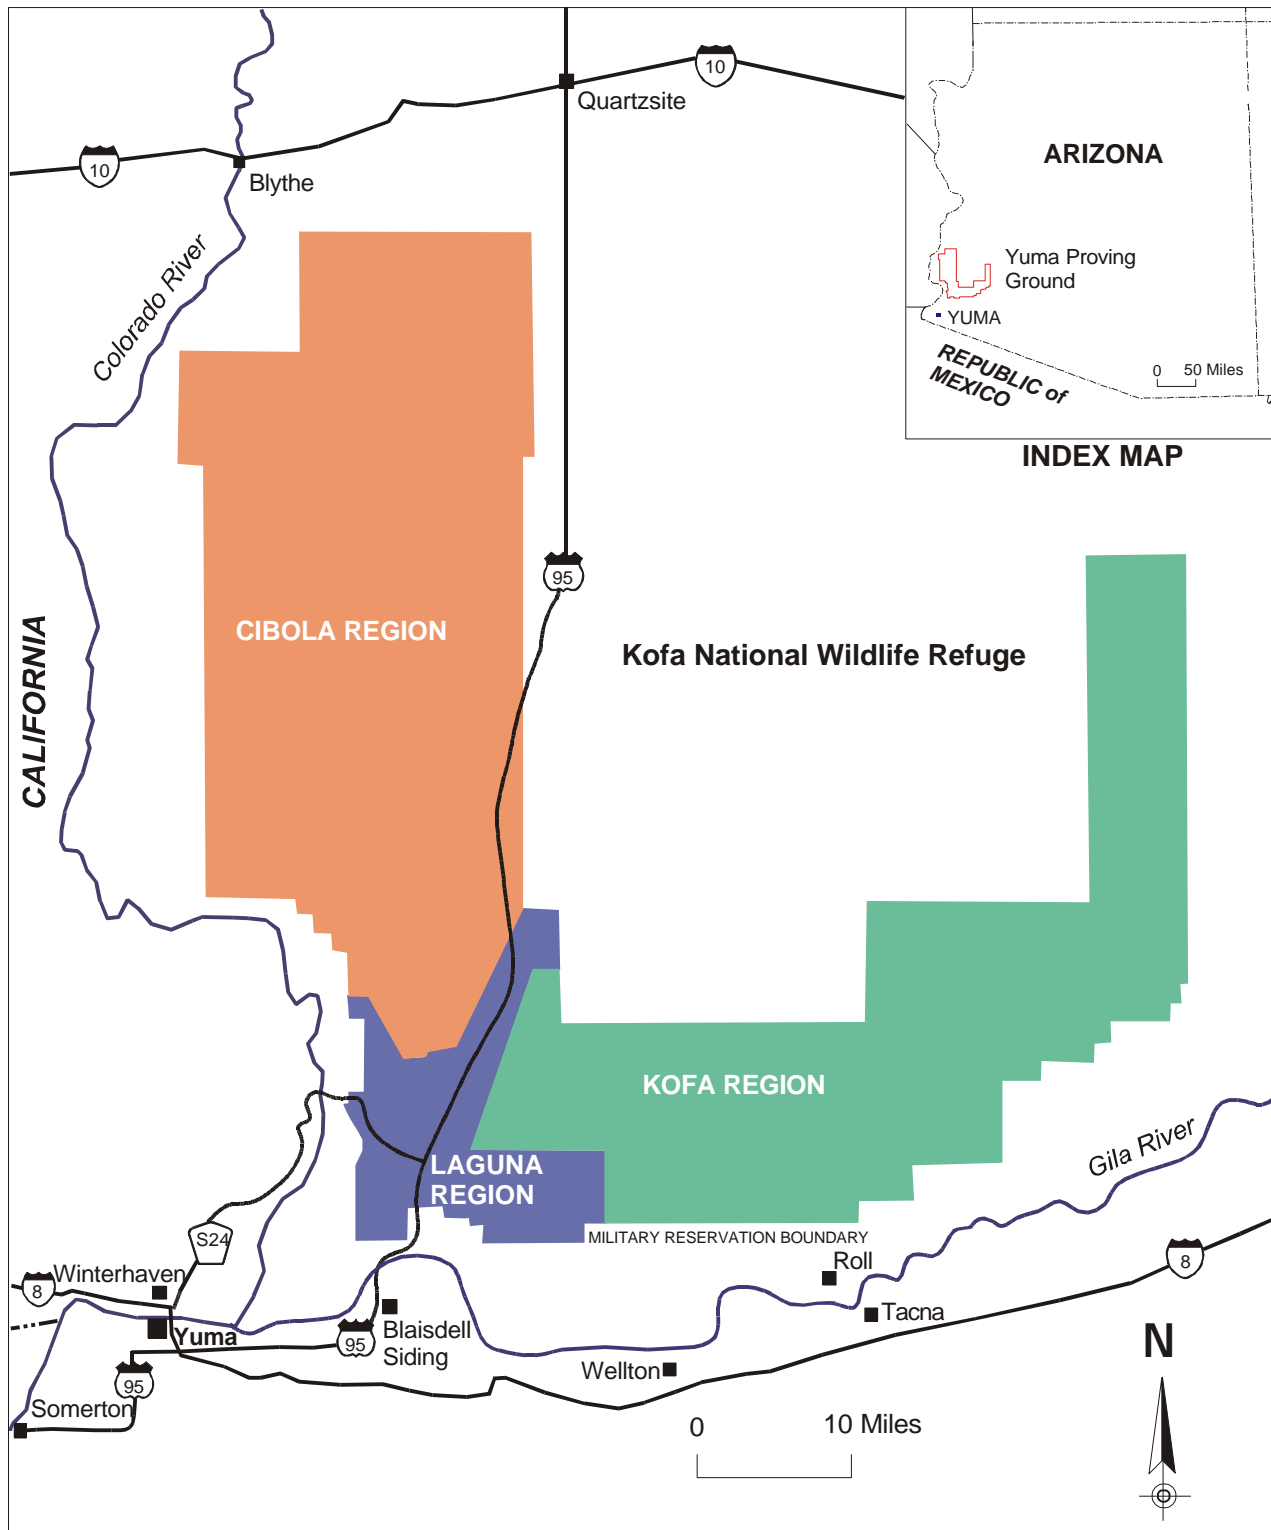 10
Quartzsite
10
Blythe
Colorado River
ARIZONA
Yuma Proving
Ground
YUMA
REPUBLIC of
MEXICO
0 50 Miles
INDEX MAP
95
CALIFORNIA
CIBOLA REGION
Kofa National Wildlife Refuge
KOFA REGION
LAGUNA
REGION
Gila River
MILITARY RESERVATION BOUNDARY
S24
Roll
8
Winterhaven
8
Tacna
Yuma
Blaisdell
Siding
95
Wellton
95
Somerton
N
0 10 Miles